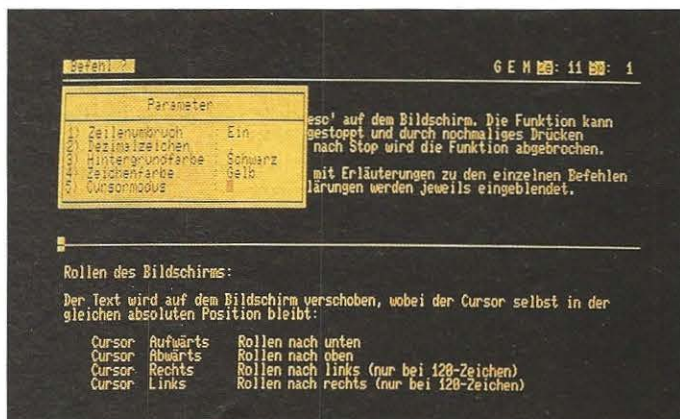 Befehl ?
G E M Ze: 11 Sp: 1
Parameter
1) Zeilenumbruch : Ein
2) Dezimalzeichen : .
3) Hintergrundfarbe : Schwarz
4) Zeichenfarbe : Gelb
5) Cursormodus :
esc' auf dem Bildschirm. Die Funktion kann
gestoppt und durch nochmaliges Drücken
nach Stop wird die Funktion abgebrochen.
mit Erläuterungen zu den einzelnen Befehlen
lärungen werden jeweils eingeblendet.
Rollen des Bildschirms:
Der Text wird auf dem Bildschirm verschoben, wobei der Cursor selbst in der
gleichen absoluten Position bleibt:
Cursor Aufwärts Rollen nach unten
Cursor Abwärts Rollen nach oben
Cursor Rechts Rollen nach links (nur bei 120-Zeichen)
Cursor Links Rollen nach rechts (nur bei 120-Zeichen)